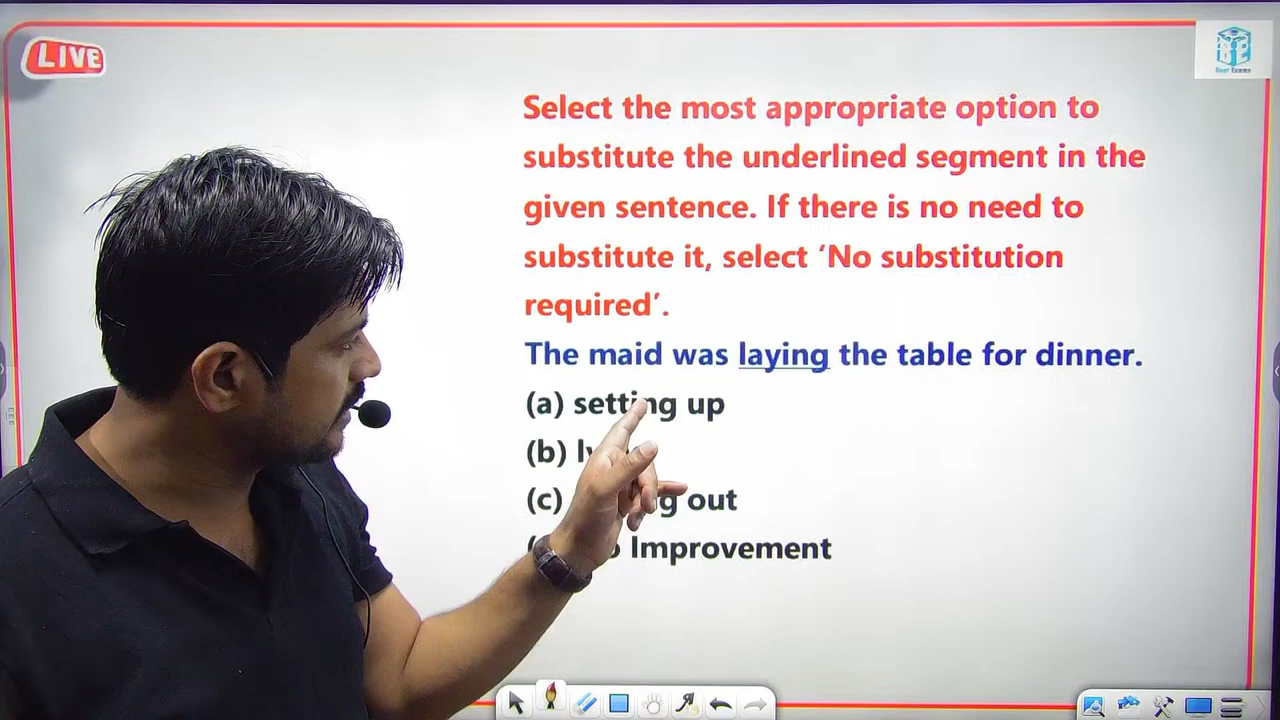 LIVE
Select the most appropriate option to
substitute the underlined segment in the
given sentence. If there is no need to
substitute it, select ‘No substitution
required’.
The maid was laying the table for dinner.
(a) setting up
(b)
(c) out
Improvement